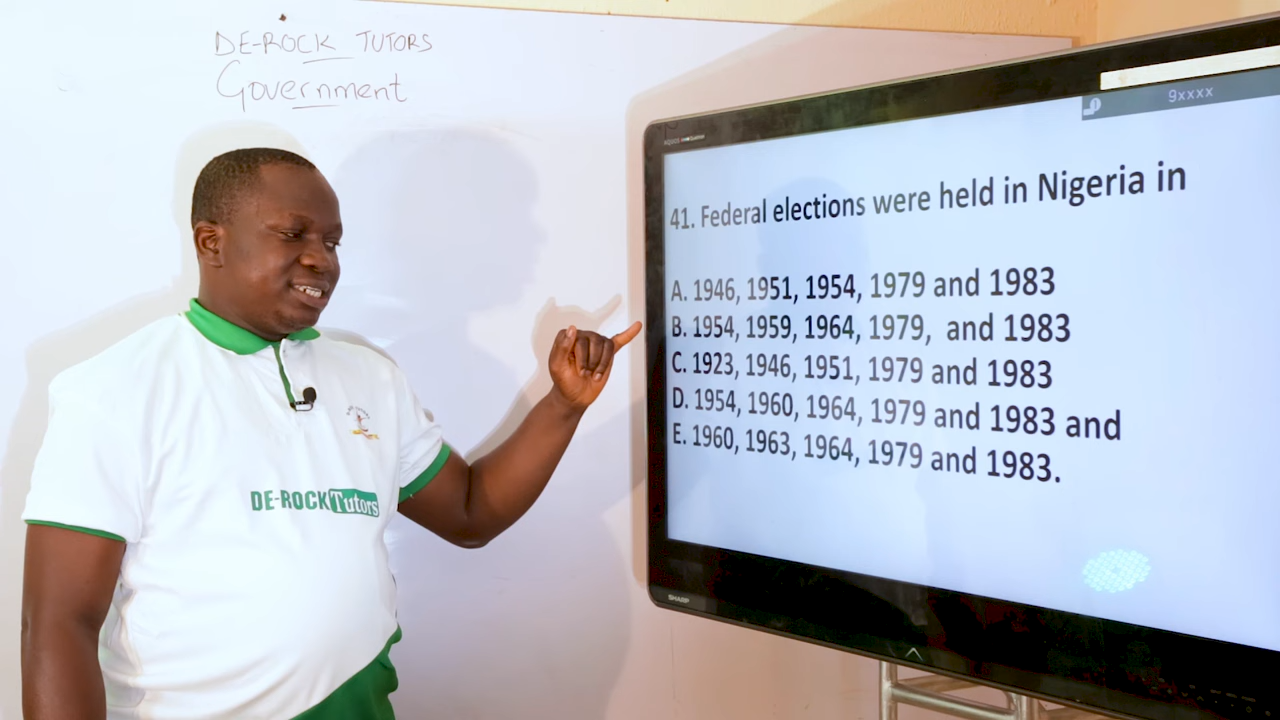 DE-ROCK TUTORS
Government
9xxxx
41. Federal elections were held in Nigeria in
A. 1946, 1951, 1954, 1979 and 1983
B. 1954, 1959, 1964, 1979, and 1983
C. 1923, 1946, 1951, 1979 and 1983
D. 1954, 1960, 1964, 1979 and 1983 and
E. 1960, 1963, 1964, 1979 and 1983.
DE-ROCK Tutors
SHARP